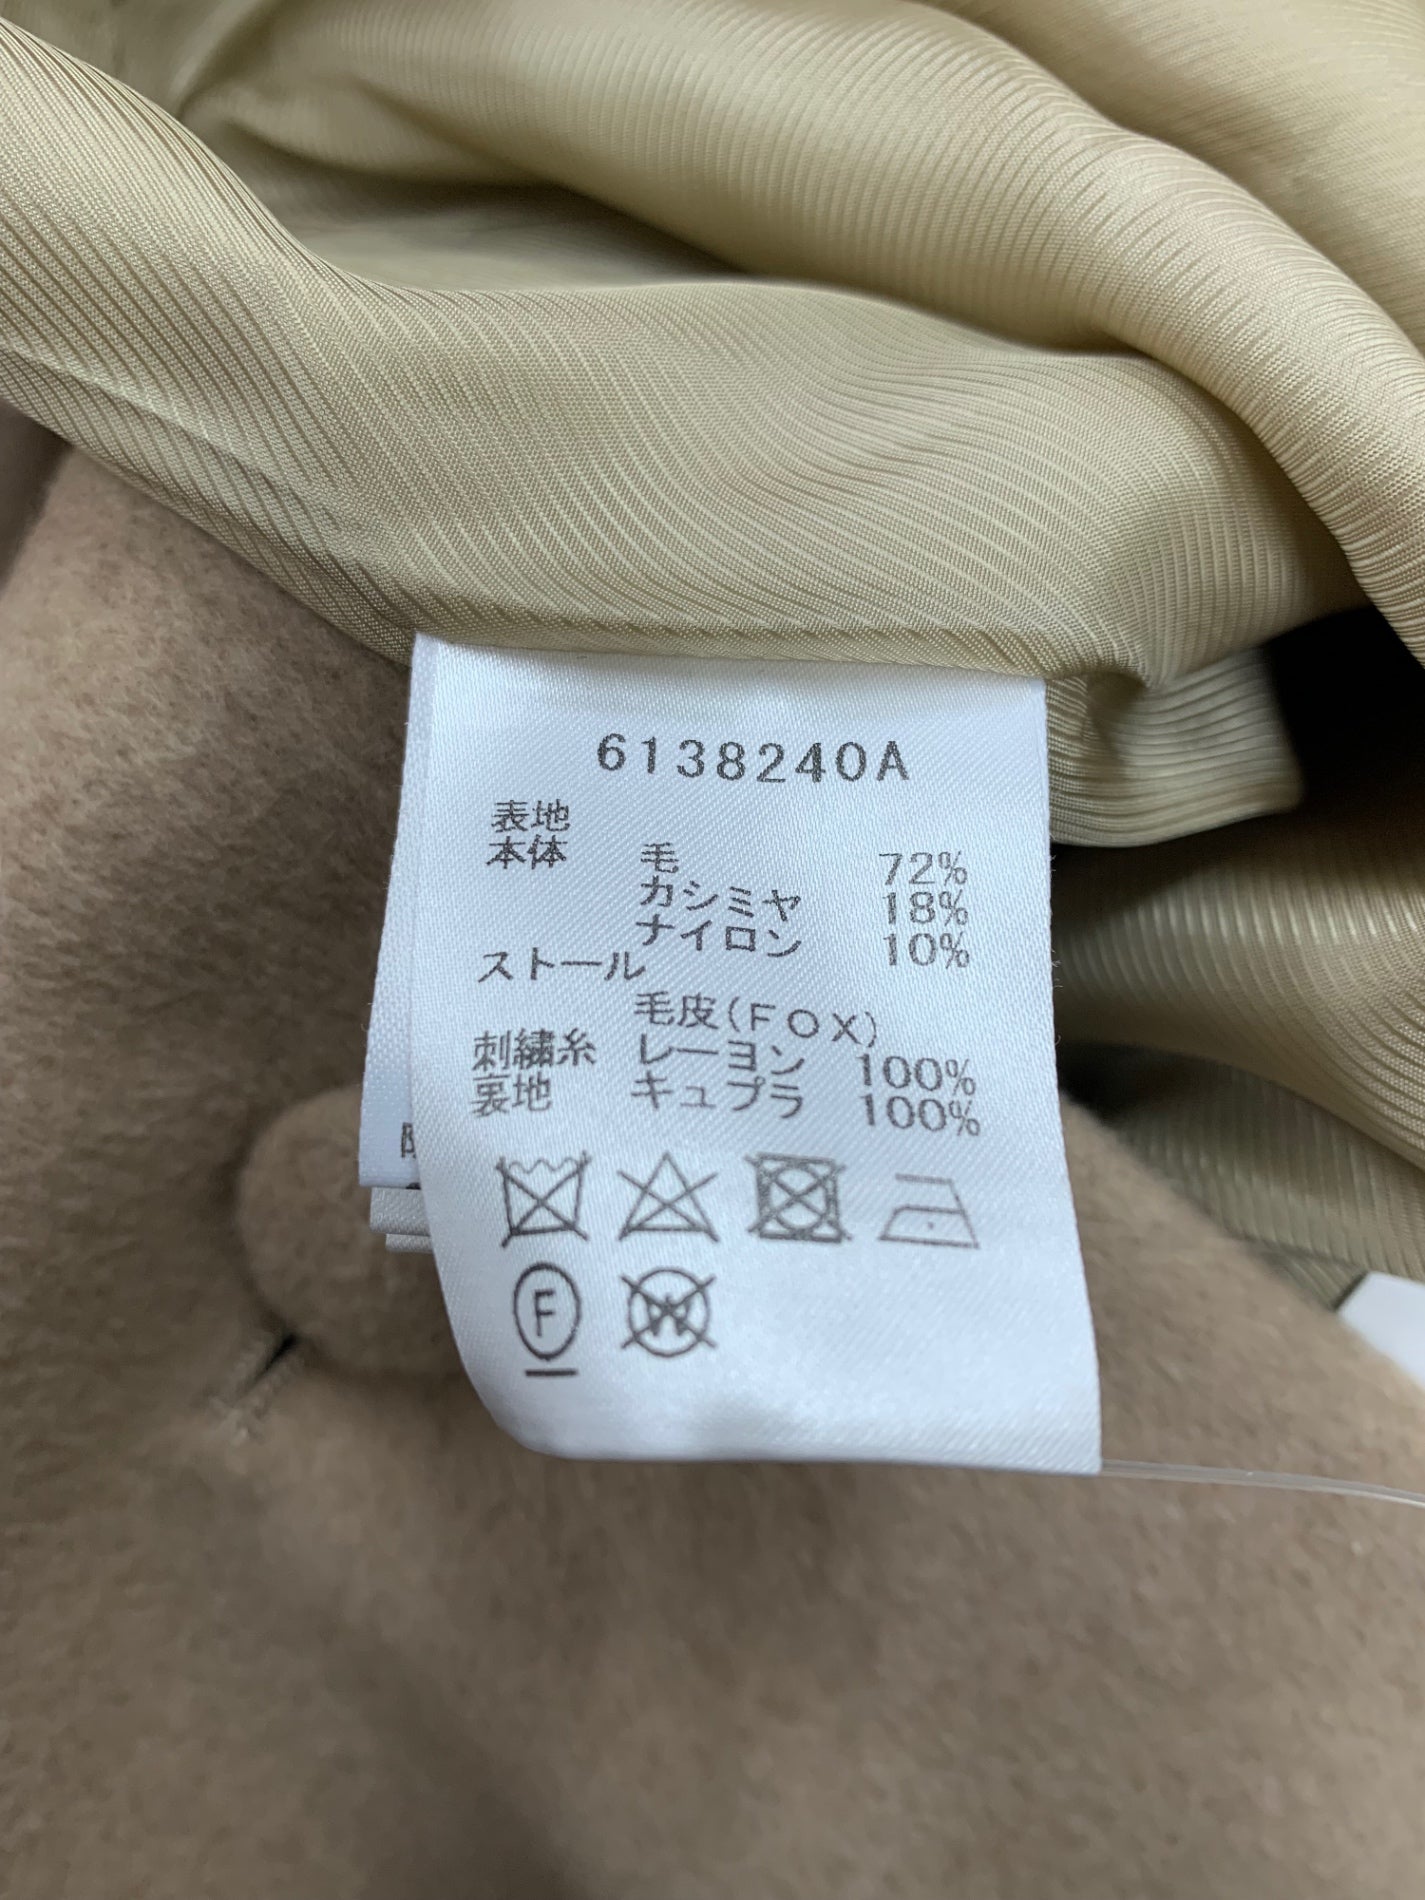 6138240A
表地
本体 毛 72%
カシミヤ 18%
ナイロン 10%
ストール
毛皮(FOX)
刺繍糸 レーヨン 100%
裏地 キュプラ 100%
F
W